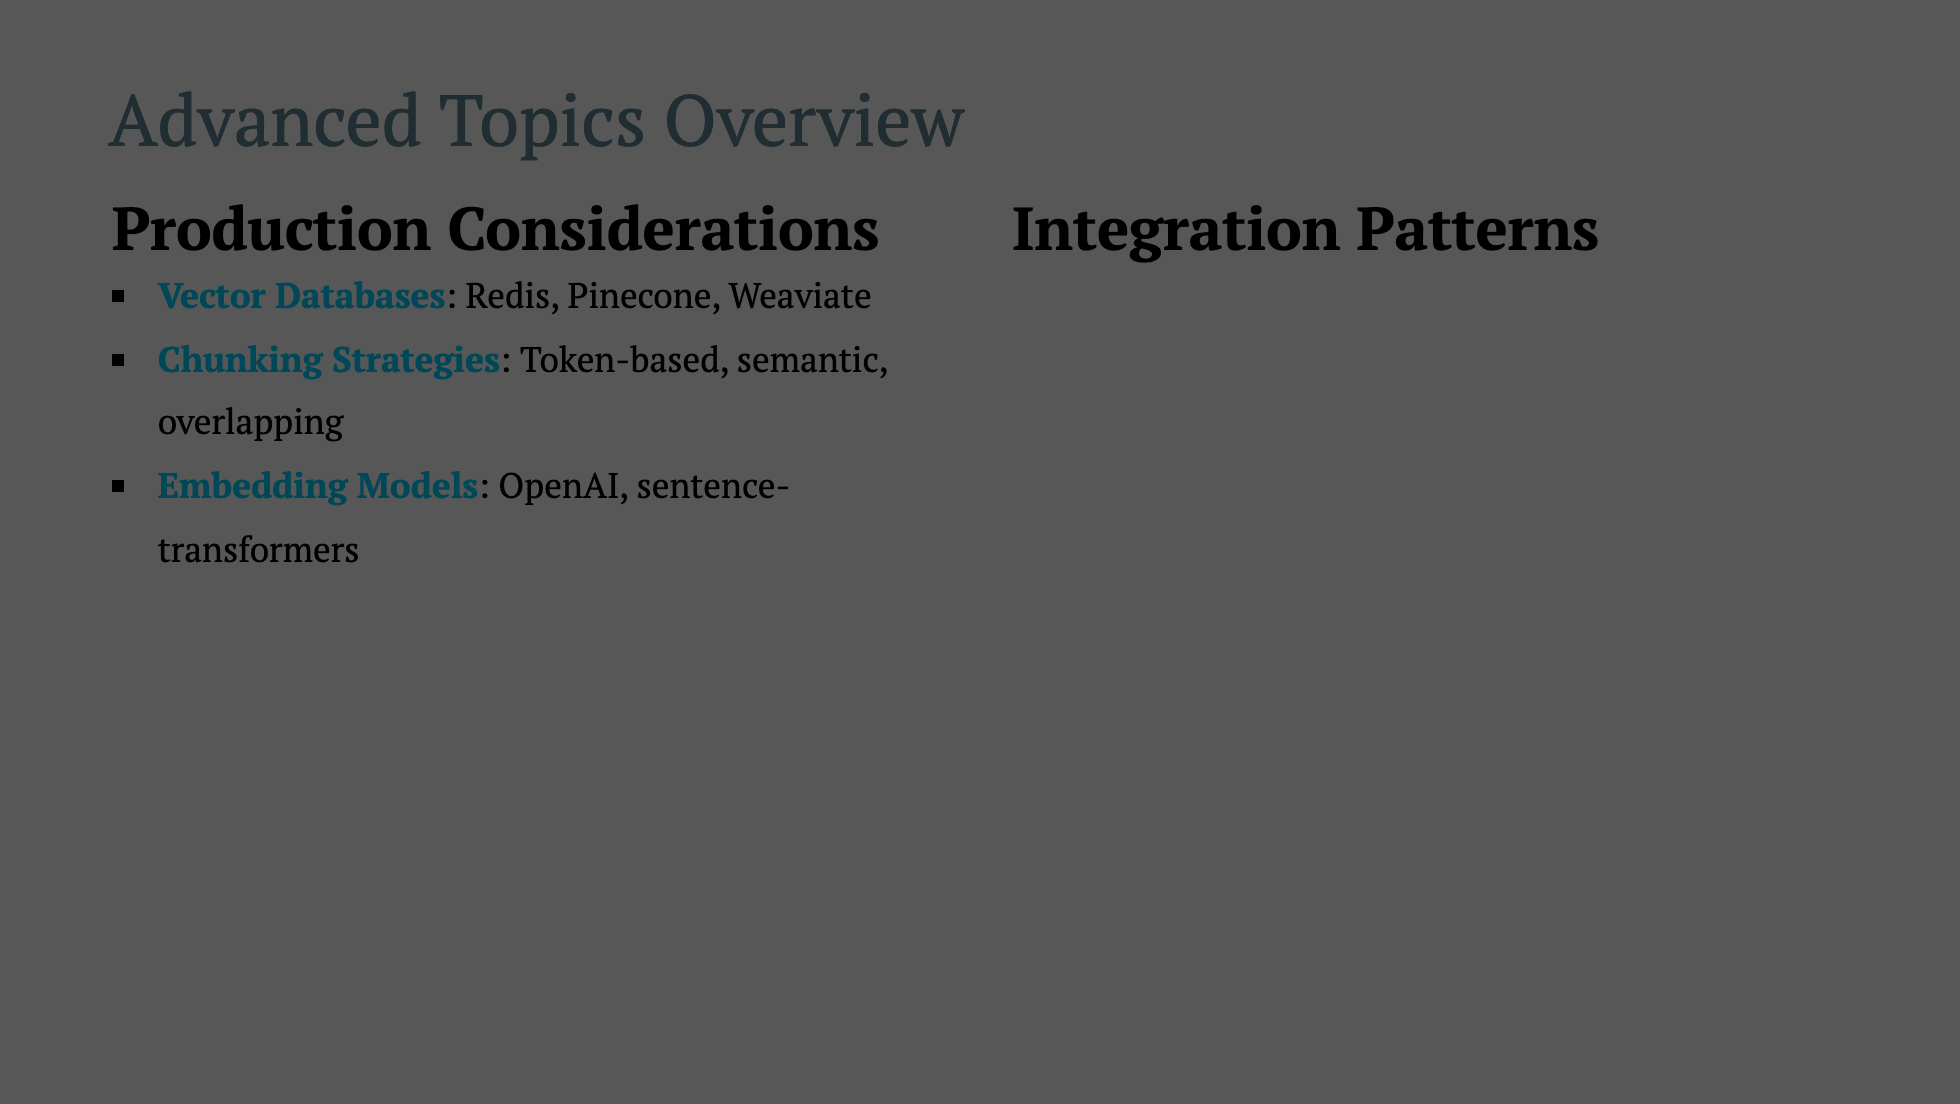 Advanced Topics Overview
Production Considerations
▪ Vector Databases: Redis, Pinecone, Weaviate
▪ Chunking Strategies: Token-based, semantic,
overlapping
▪ Embedding Models: OpenAI, sentence-
transformers
Integration Patterns